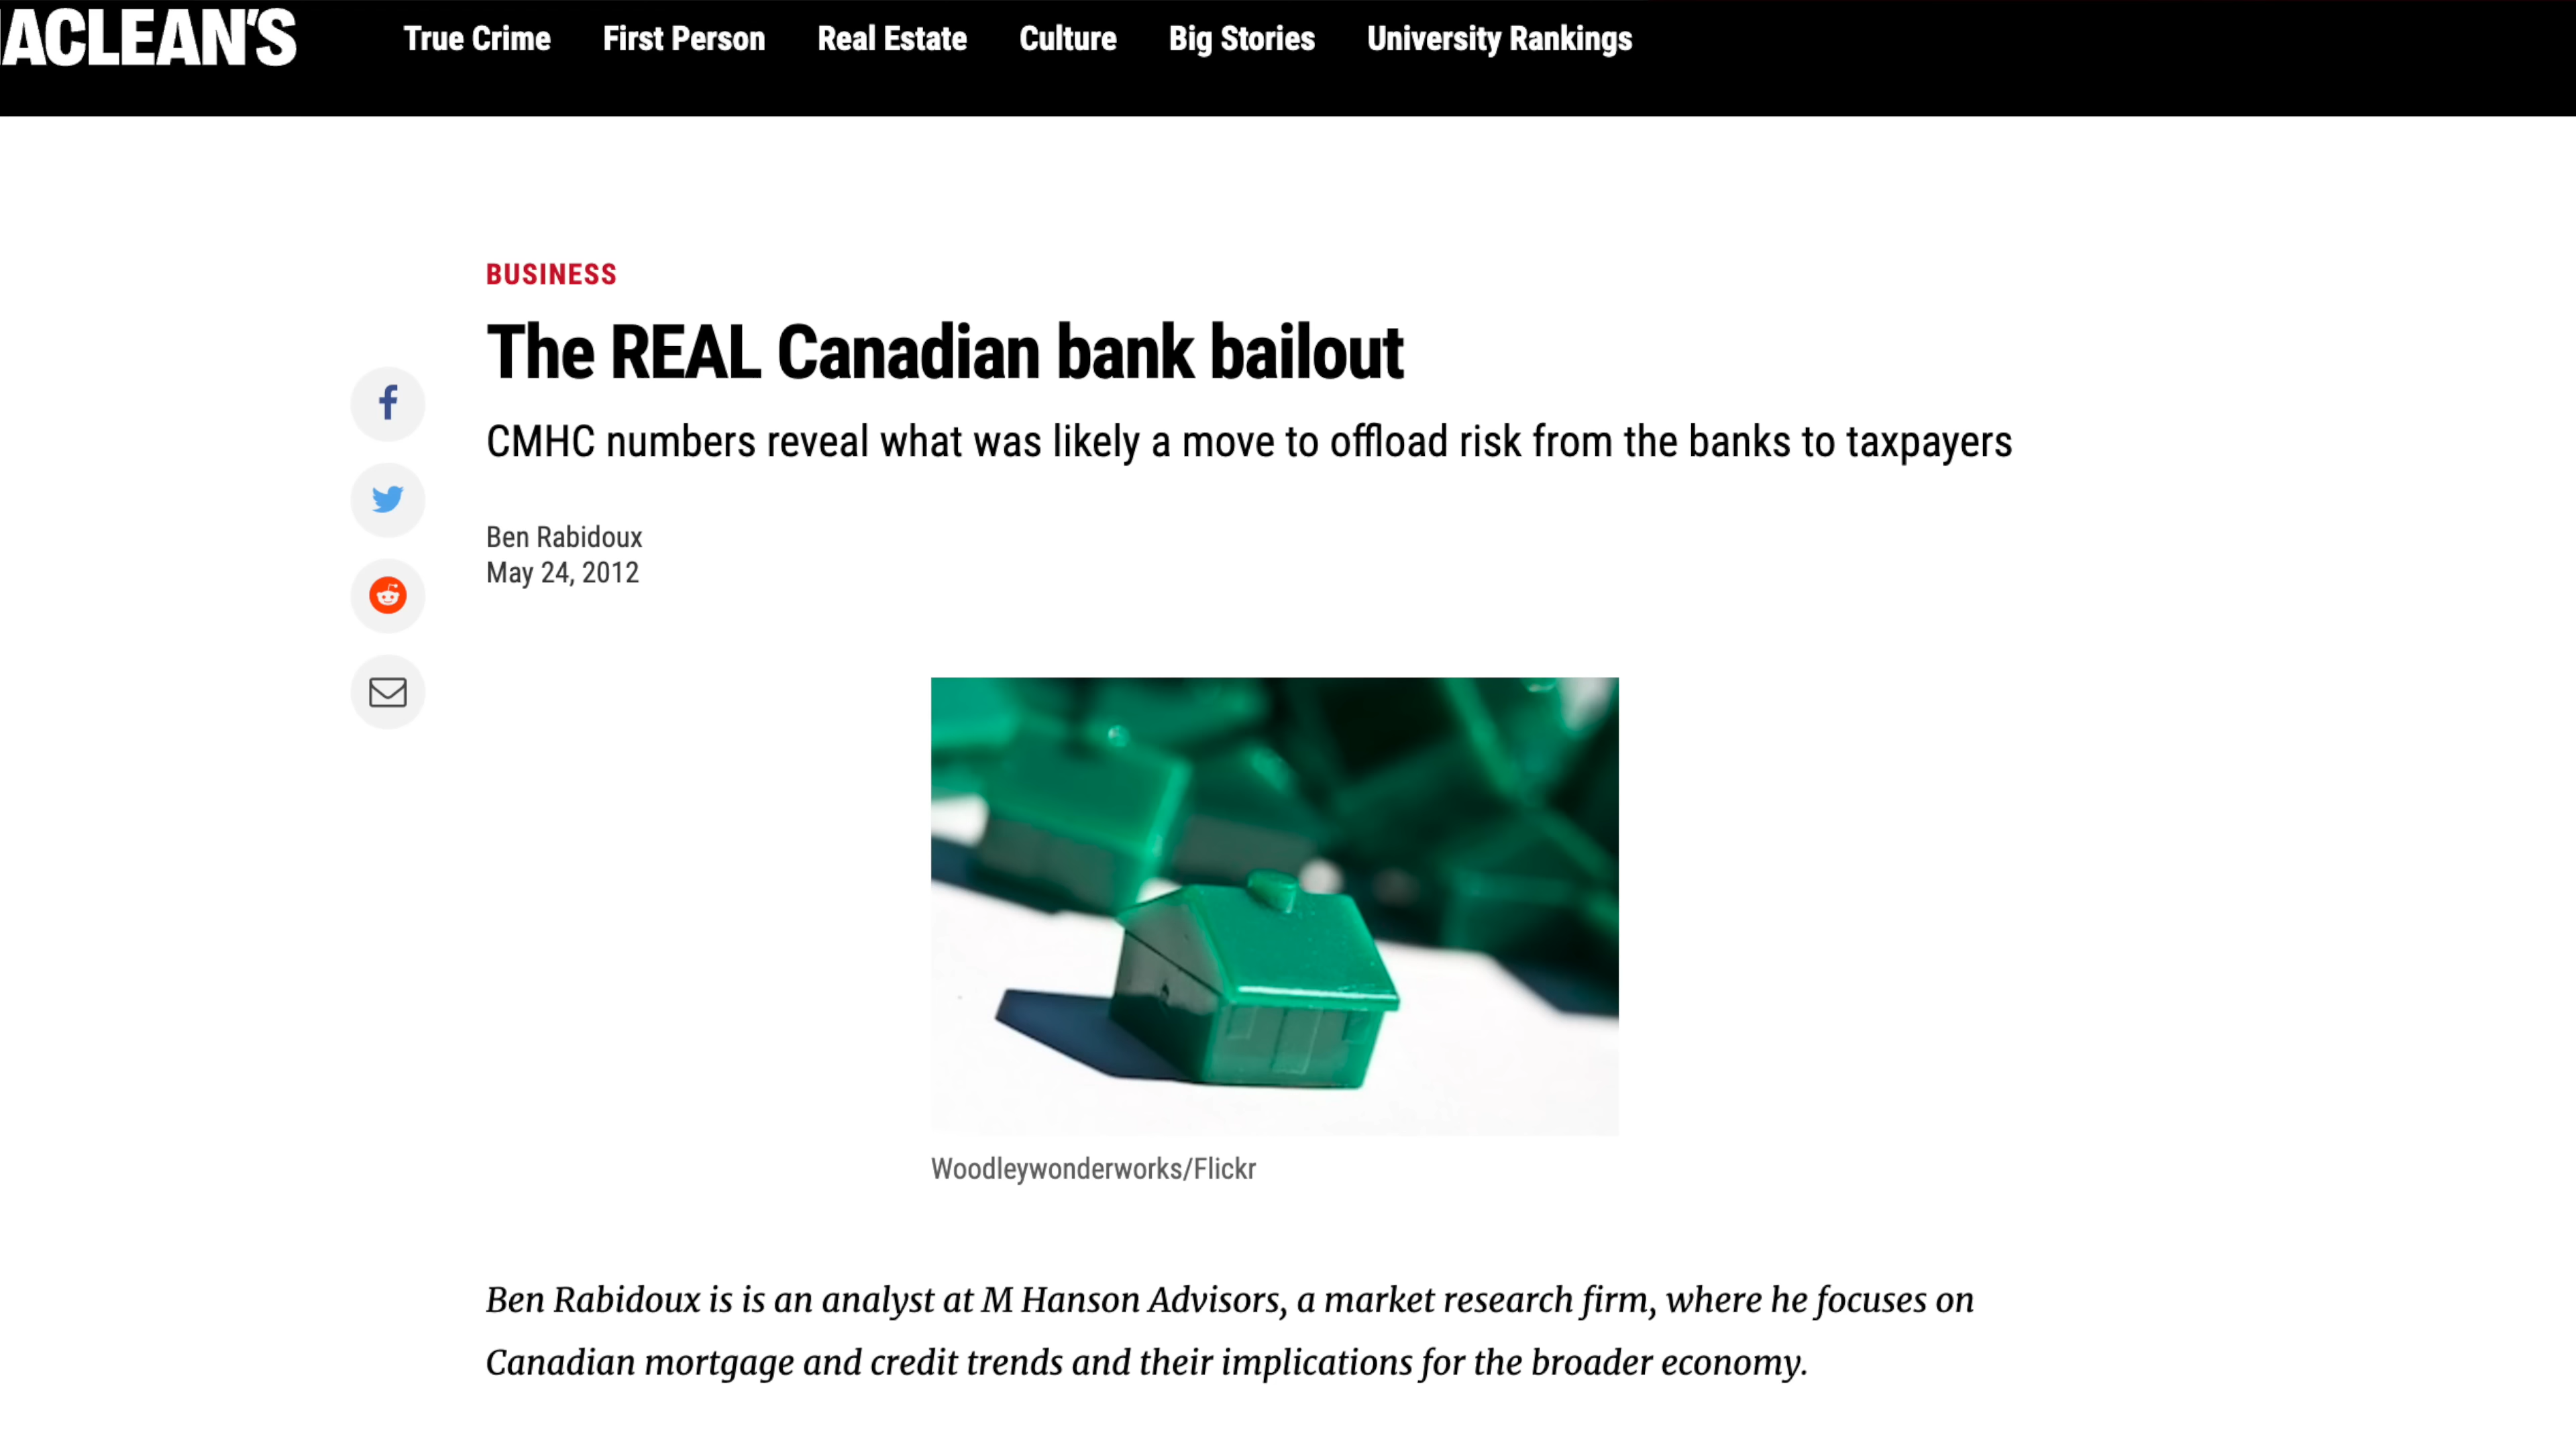 ACLEAN'S
True Crime First Person Real Estate Culture Big Stories University Rankings
BUSINESS
The REAL Canadian bank bailout
CMHC numbers reveal what was likely a move to offload risk from the banks to taxpayers
Ben Rabidoux
May 24, 2012
Woodleywonderworks/Flickr
Ben Rabidoux is is an analyst at M Hanson Advisors, a market research firm, where he focuses on
Canadian mortgage and credit trends and their implications for the broader economy.